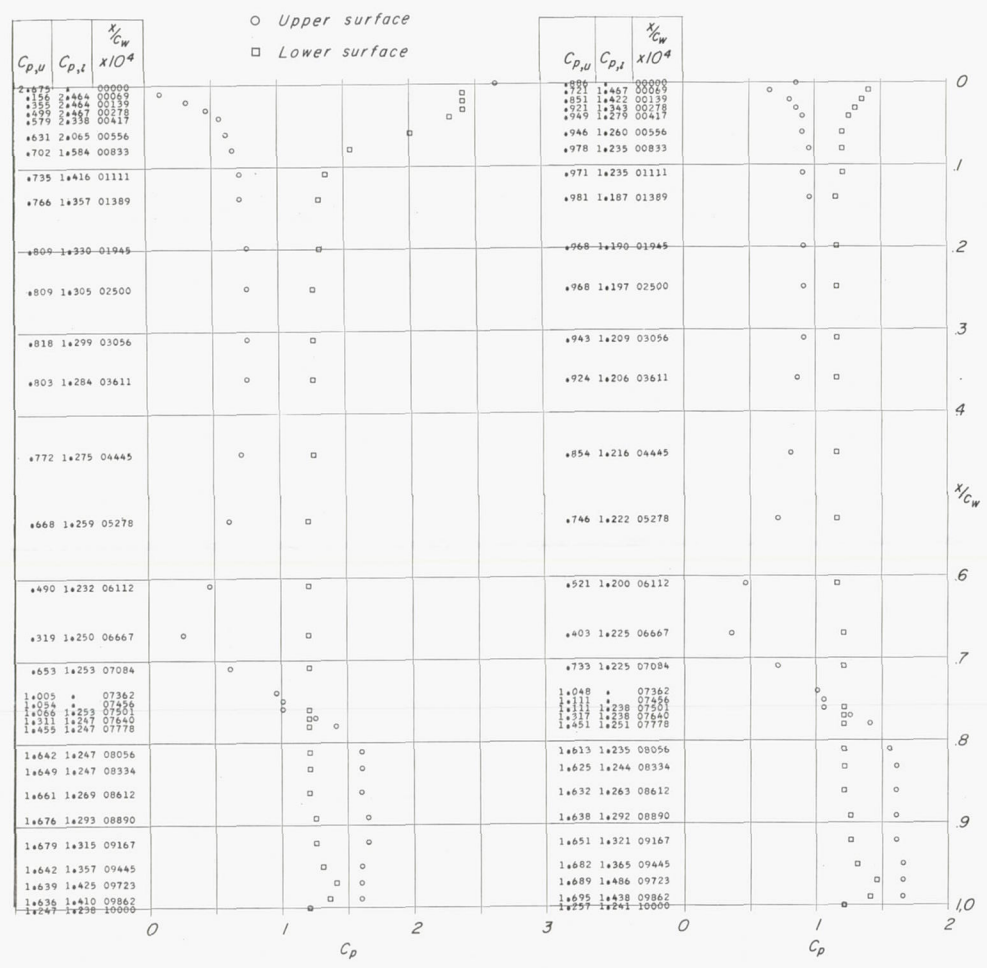 ○ Upper surface
□ Lower surface
Cp,u Cp,l x/cw x10⁴
2.675 . 00000
.156 2.464 00069
.355 2.464 00139
.499 2.467 00278
.579 2.338 00417
.631 2.065 00556
.702 1.584 00833
.735 1.416 01111
.766 1.357 01389
.809 1.330 01945
.809 1.305 02500
.818 1.299 03056
.803 1.284 03611
.772 1.275 04445
.668 1.259 05278
.490 1.232 06112
.319 1.250 06667
.653 1.253 07084
1.005 . 07362
1.054 . 07456
1.066 1.253 07501
1.311 1.247 07640
1.455 1.247 07778
1.642 1.247 08056
1.649 1.247 08334
1.661 1.269 08612
1.676 1.293 08890
1.679 1.315 09167
1.642 1.357 09445
1.639 1.425 09723
1.636 1.410 09862
1.247 1.238 10000
0 1 2 3
Cp
Cp,u Cp,l x/cw x10⁴
.886 . 00000
.721 1.467 00069
.851 1.422 00139
.921 1.343 00278
.949 1.279 00417
.946 1.260 00556
.978 1.235 00833
.971 1.235 01111
.981 1.187 01389
.968 1.190 01945
.968 1.197 02500
.943 1.209 03056
.924 1.206 03611
.854 1.216 04445
.746 1.222 05278
.521 1.200 06112
.403 1.225 06667
.733 1.225 07084
1.048 . 07362
1.111 . 07456
1.111 1.238 07501
1.317 1.238 07640
1.451 1.251 07778
1.613 1.235 08056
1.625 1.244 08334
1.632 1.263 08612
1.638 1.292 08890
1.651 1.321 09167
1.682 1.365 09445
1.689 1.486 09723
1.695 1.438 09862
1.257 1.241 10000
0 1 2
Cp
0
.1
.2
.3
.4
x/cw
.6
.7
.8
.9
1.0